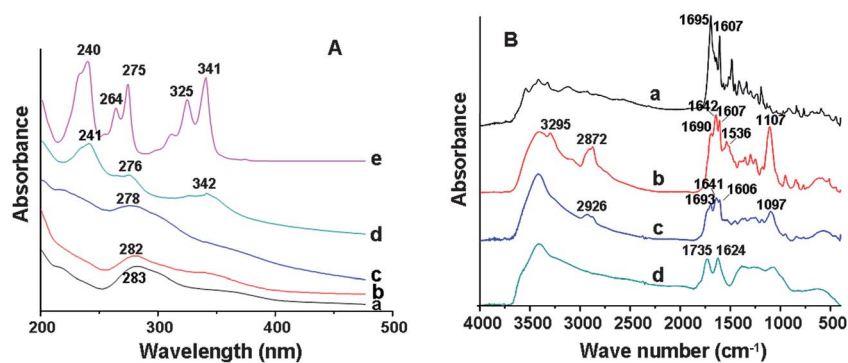 A
240
275
341
264
325
241
276
342
278
282
283
e
d
c
b
a
200
300
400
500
Absorbance
Wavelength (nm)
B
1695
1607
a
1642
1607
1107
3295
2872
1690
1536
b
1641
1606
2926
1693
1097
c
1735
1624
d
4000
3500
3000
2500
2000
1500
1000
500
Absorbance
Wave number (cm-1)